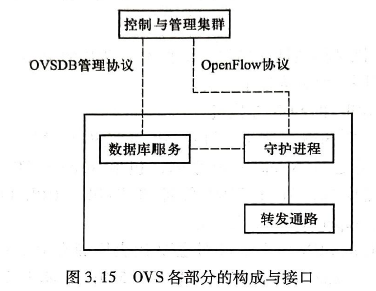 控制与管理集群
OVSDB管理协议
OpenFlow协议
数据库服务
守护进程
转发通路
图 3.15 OVS 各部分的构成与接口